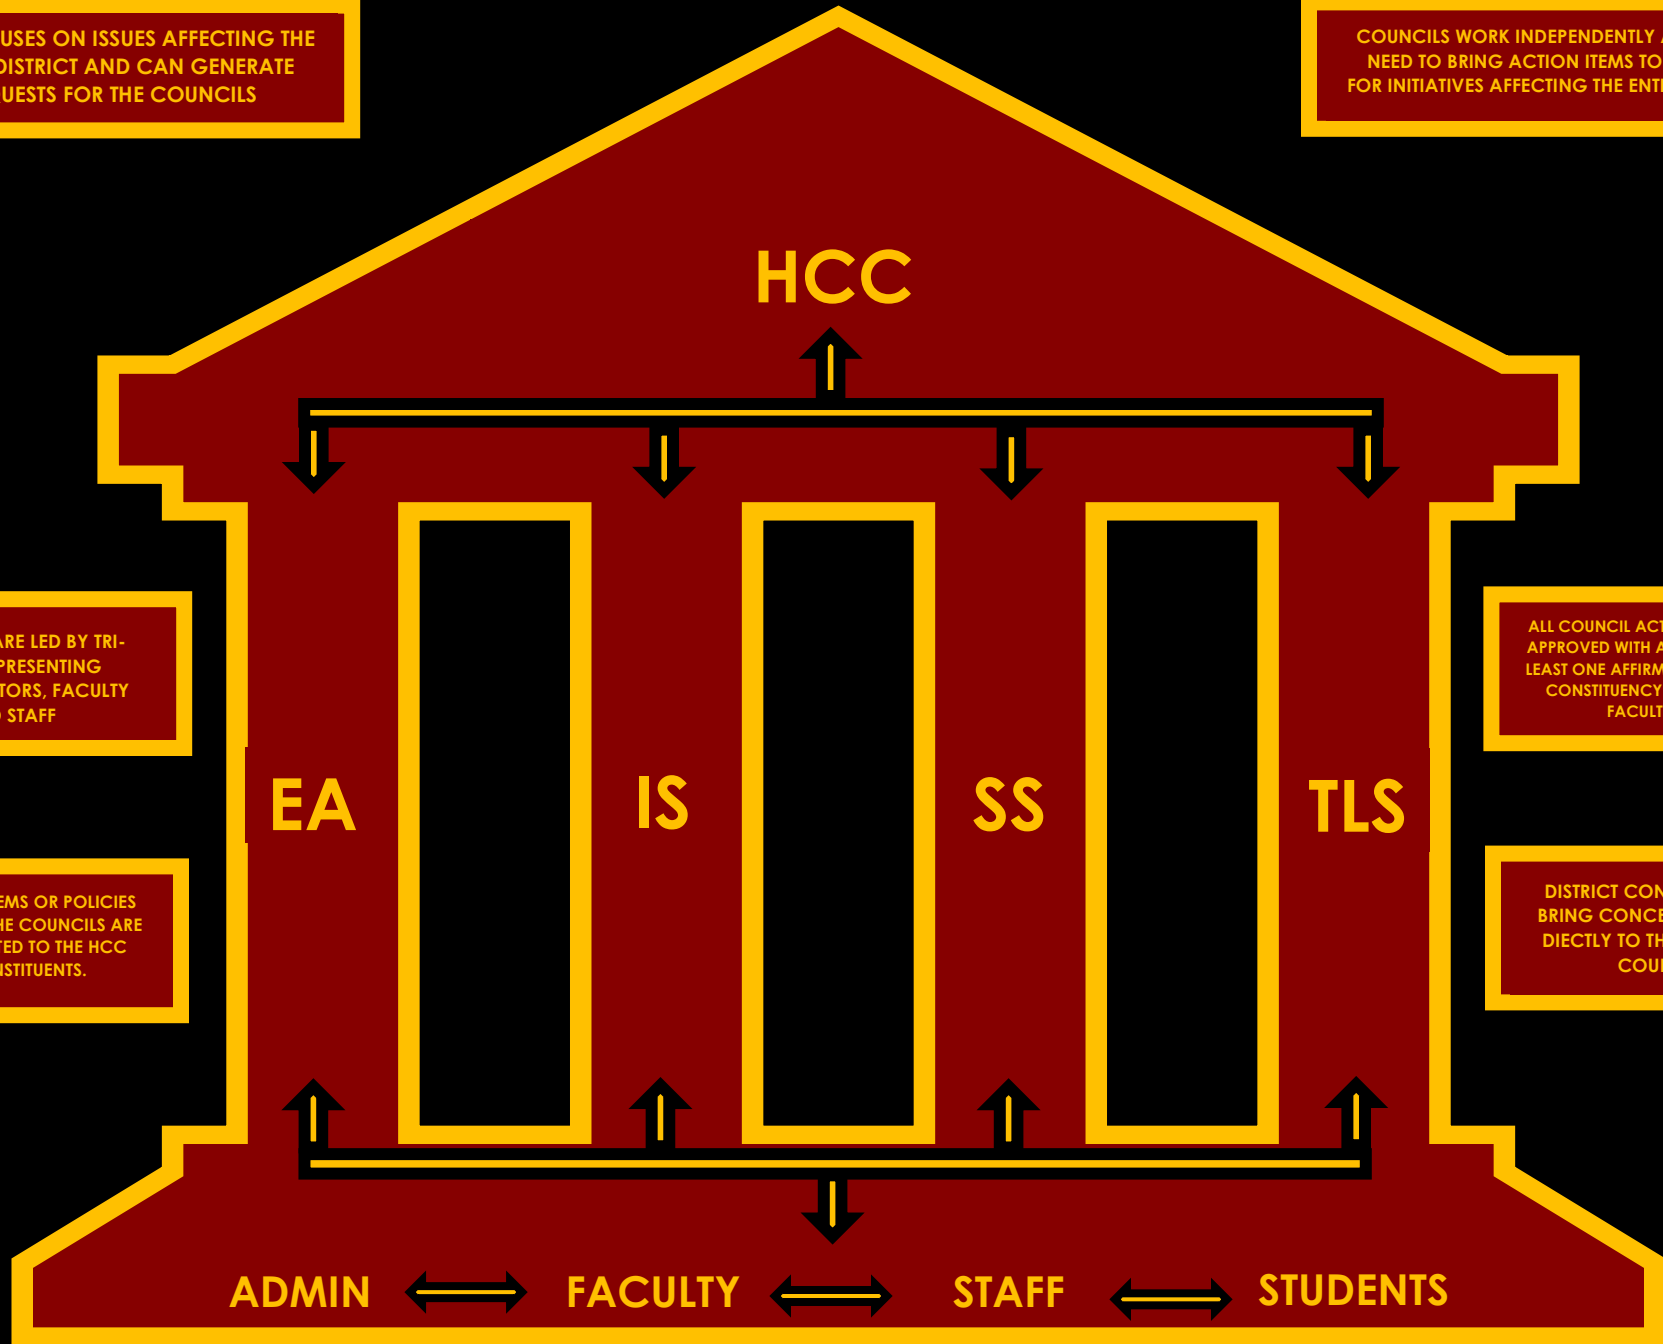 USES ON ISSUES AFFECTING THE
DISTRICT AND CAN GENERATE
UESTS FOR THE COUNCILS
COUNCILS WORK INDEPENDENTLY
NEED TO BRING ACTION ITEMS TO
FOR INITIATIVES AFFECTING THE ENTI
HCC
ARE LED BY TRI-
PRESENTING
TORS, FACULTY
STAFF
ALL COUNCIL ACT
APPROVED WITH A
LEAST ONE AFFIRM
CONSTITUENCY
FACULT
EA
IS
SS
TLS
EMS OR POLICIES
HE COUNCILS ARE
TED TO THE HCC
NSTITUENTS.
DISTRICT CON
BRING CONCE
DIECTLY TO TH
COU
ADMIN
FACULTY
STAFF
STUDENTS